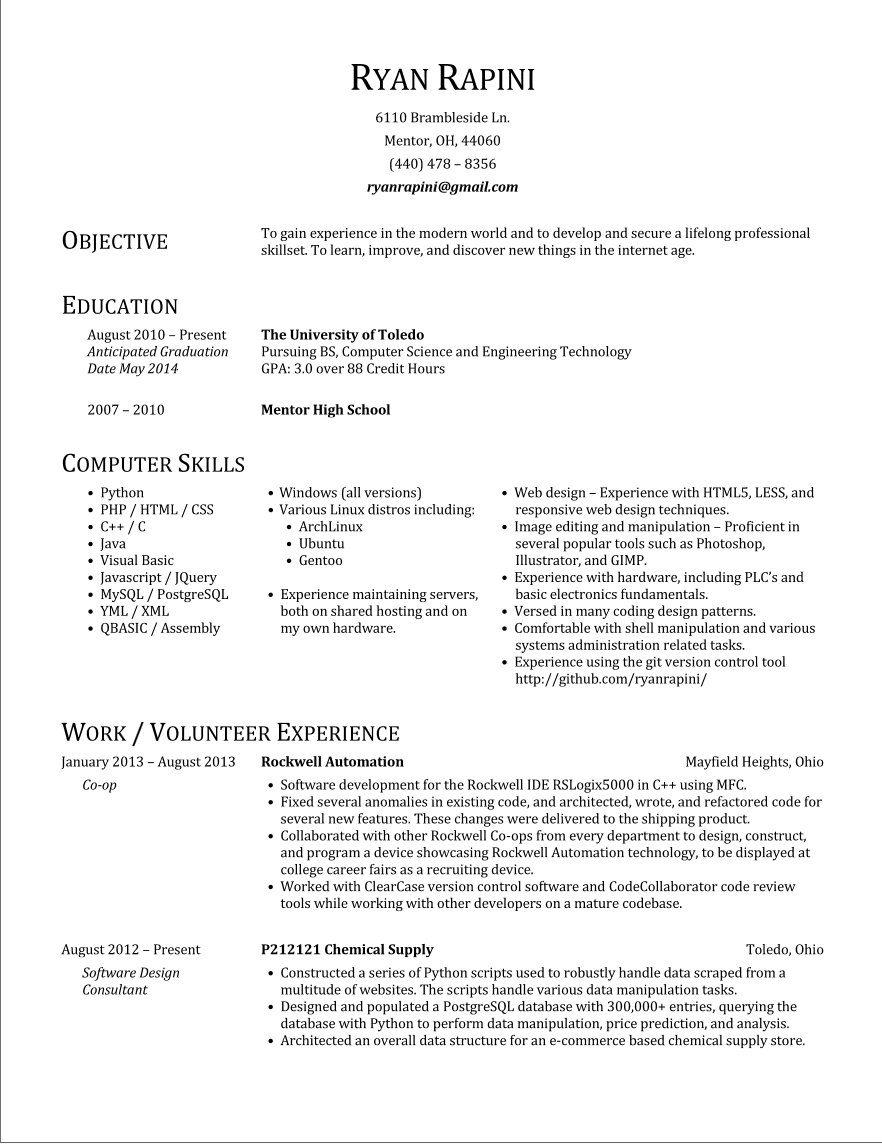 RYAN RAPINI
6110 Brambleside Ln.
Mentor, OH, 44060
(440) 478 – 8356
ryanrapini@gmail.com
OBJECTIVE
To gain experience in the modern world and to develop and secure a lifelong professional
skillset. To learn, improve, and discover new things in the internet age.
EDUCATION
August 2010 – Present
Anticipated Graduation
Date May 2014
The University of Toledo
Pursuing BS, Computer Science and Engineering Technology
GPA: 3.0 over 88 Credit Hours
2007 – 2010
Mentor High School
COMPUTER SKILLS
• Python
• PHP / HTML / CSS
• C++ / C
• Java
• Visual Basic
• Javascript / JQuery
• MySQL / PostgreSQL
• YML / XML
• QBASIC / Assembly
• Windows (all versions)
• Various Linux distros including:
• ArchLinux
• Ubuntu
• Gentoo
• Experience maintaining servers,
both on shared hosting and on
my own hardware.
• Web design – Experience with HTML5, LESS, and
responsive web design techniques.
• Image editing and manipulation – Proficient in
several popular tools such as Photoshop,
Illustrator, and GIMP.
• Experience with hardware, including PLC's and
basic electronics fundamentals.
• Versed in many coding design patterns.
• Comfortable with shell manipulation and various
systems administration related tasks.
• Experience using the git version control tool
http://github.com/ryanrapini/
WORK / VOLUNTEER EXPERIENCE
January 2013 – August 2013
Co-op
Rockwell Automation
Mayfield Heights, Ohio
• Software development for the Rockwell IDE RSLogix5000 in C++ using MFC.
• Fixed several anomalies in existing code, and architected, wrote, and refactored code for
several new features. These changes were delivered to the shipping product.
• Collaborated with other Rockwell Co-ops from every department to design, construct,
and program a device showcasing Rockwell Automation technology, to be displayed at
college career fairs as a recruiting device.
• Worked with ClearCase version control software and CodeCollaborator code review
tools while working with other developers on a mature codebase.
August 2012 – Present
Software Design
Consultant
P212121 Chemical Supply
Toledo, Ohio
• Constructed a series of Python scripts used to robustly handle data scraped from a
multitude of websites. The scripts handle various data manipulation tasks.
• Designed and populated a PostgreSQL database with 300,000+ entries, querying the
database with Python to perform data manipulation, price prediction, and analysis.
• Architected an overall data structure for an e-commerce based chemical supply store.